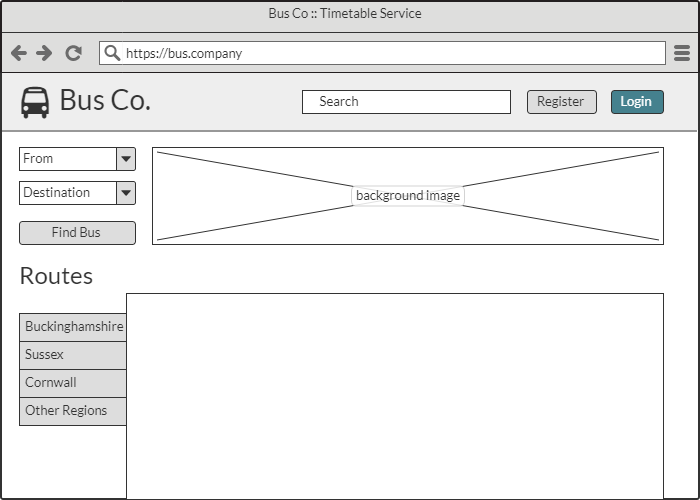 Bus Co :: Timetable Service
https://bus.company
Bus Co.
Search
Register
Login
From
Destination
Find Bus
background image
Routes
Buckinghamshire
Sussex
Cornwall
Other Regions